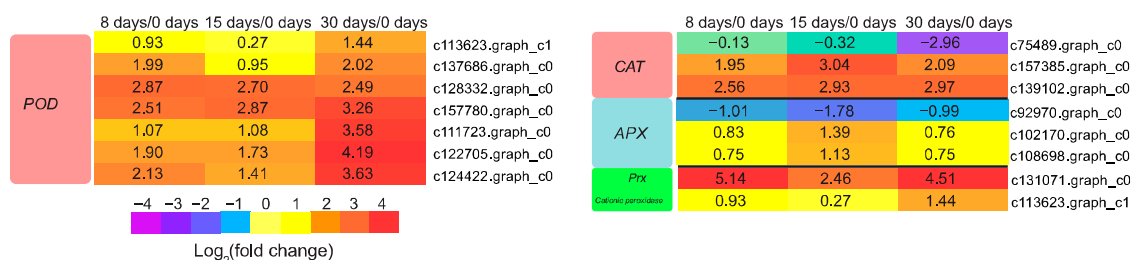 8 days/0 days 15 days/0 days 30 days/0 days
POD
0.93 0.27 1.44 c113623.graph_c1
1.99 0.95 2.02 c137686.graph_c0
2.87 2.70 2.49 c128332.graph_c0
2.51 2.87 3.26 c157780.graph_c0
1.07 1.08 3.58 c111723.graph_c0
1.90 1.73 4.19 c122705.graph_c0
2.13 1.41 3.63 c124422.graph_c0
−4 −3 −2 −1 0 1 2 3 4
Log2(fold change)
8 days/0 days 15 days/0 days 30 days/0 days
CAT
−0.13 −0.32 −2.96 c75489.graph_c0
1.95 3.04 2.09 c157385.graph_c0
2.56 2.93 2.97 c139102.graph_c0
APX
−1.01 −1.78 −0.99 c92970.graph_c0
0.83 1.39 0.76 c102170.graph_c0
0.75 1.13 0.75 c108698.graph_c0
Prx 5.14 2.46 4.51 c131071.graph_c0
Cationic peroxidase 0.93 0.27 1.44 c113623.graph_c1